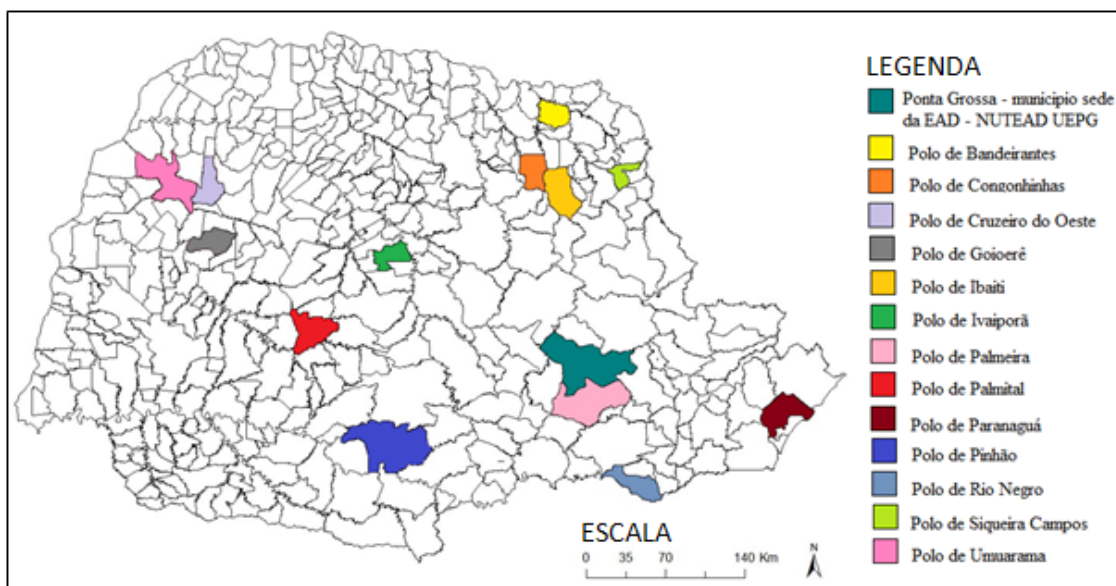 LEGENDA
Ponta Grossa - municipio sede
da EAD - NUTEAD UEPG
Polo de Bandeirantes
Polo de Congonhinhas
Polo de Cruzeiro do Oeste
Polo de Goioerê
Polo de Ibaiti
Polo de Ivaiporã
Polo de Palmeira
Polo de Palmital
Polo de Paranaguá
Polo de Pinhão
Polo de Rio Negro
Polo de Siqueira Campos
Polo de Umuarama
ESCALA
0 35 70 140 Km
N